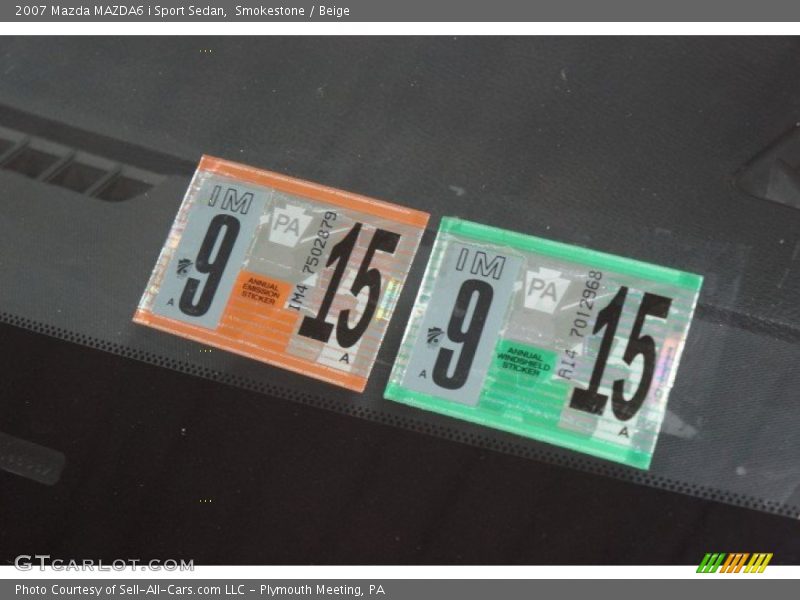 2007 Mazda MAZDA6 i Sport Sedan, Smokestone / Beige
IM
9
A
PA
ANNUAL
EMISSION
STICKER
IM4 7502879
15
A
IM
9
A
PA
ANNUAL
WINDSHIELD
STICKER
AI4 7012968
15
A
GTCARLOT.COM
Photo Courtesy of Sell-All-Cars.com LLC - Plymouth Meeting, PA